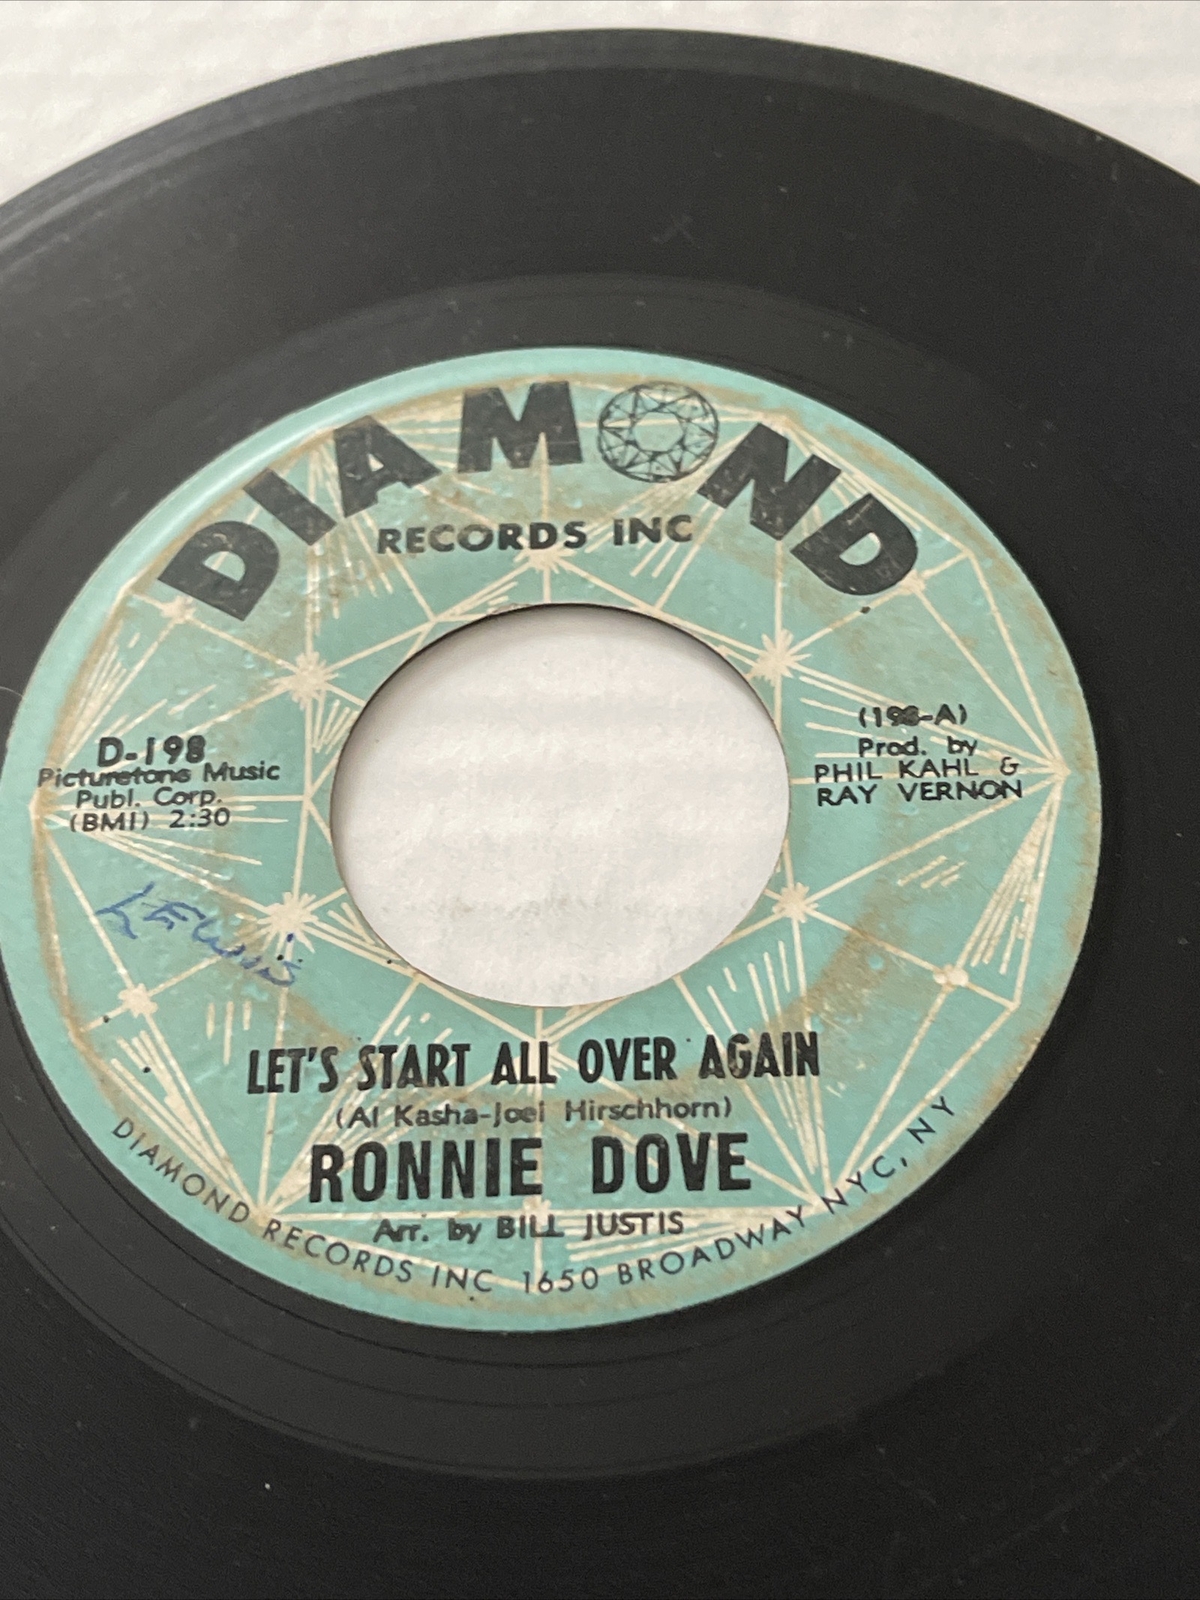 DIAMOND
RECORDS INC
D-198
Picturetone Music
Publ. Corp.
(BMI) 2:30
(198-A)
Prod. by
PHIL KAHL &
RAY VERNON
LEWIS
LET'S START ALL OVER AGAIN
(Al Kasha-Joel Hirschhorn)
RONNIE DOVE
Arr. by BILL JUSTIS
DIAMOND RECORDS INC 1650 BROADWAY NYC, NY